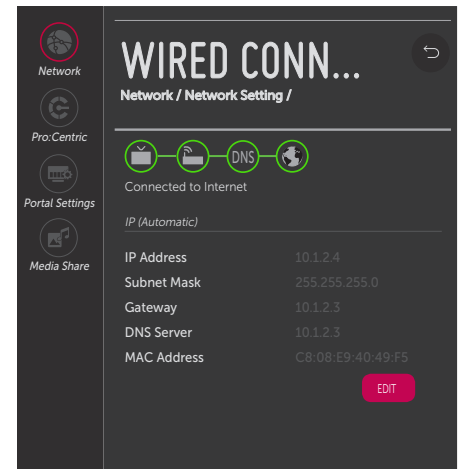 Network
Pro:Centric
Portal Settings
Media Share
WIRED CONN...
Network / Network Setting /
DNS
Connected to Internet
IP (Automatic)
IP Address 10.1.2.4
Subnet Mask 255.255.255.0
Gateway 10.1.2.3
DNS Server 10.1.2.3
MAC Address C8:08:E9:40:49:F5
EDIT